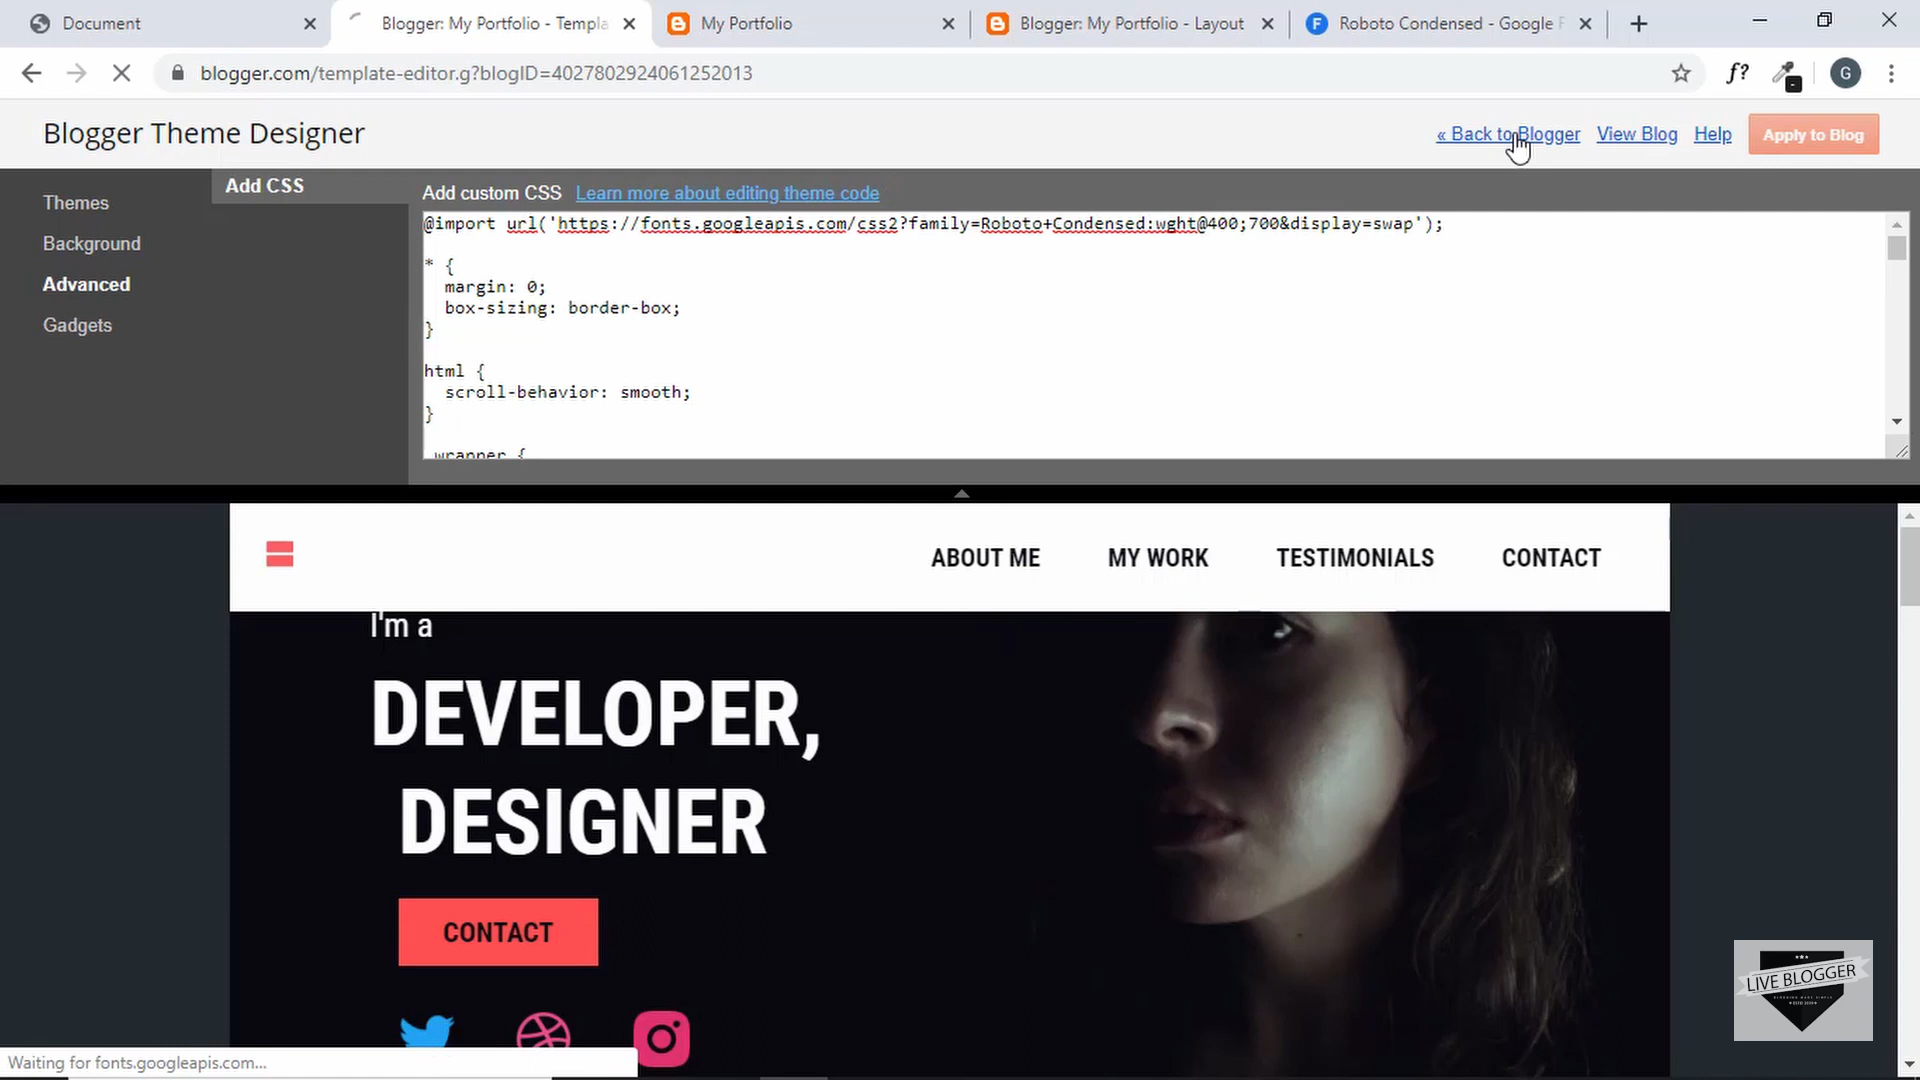 Document
Blogger: My Portfolio - Templa
My Portfolio
Blogger: My Portfolio - Layout
Roboto Condensed - Google F
blogger.com/template-editor.g?blogID=4027802924061252013
f?
G
Blogger Theme Designer
« Back to Blogger
View Blog
Help
Apply to Blog
Themes
Background
Advanced
Gadgets
Add CSS
Add custom CSS Learn more about editing theme code
@import url('https://fonts.googleapis.com/css2?family=Roboto+Condensed:wght@400;700&display=swap');
* {
margin: 0;
box-sizing: border-box;
}
html {
scroll-behavior: smooth;
}
.wrapper {
ABOUT ME
MY WORK
TESTIMONIALS
CONTACT
I'm a
DEVELOPER,
DESIGNER
CONTACT
LIVE BLOGGER
Waiting for fonts.googleapis.com...